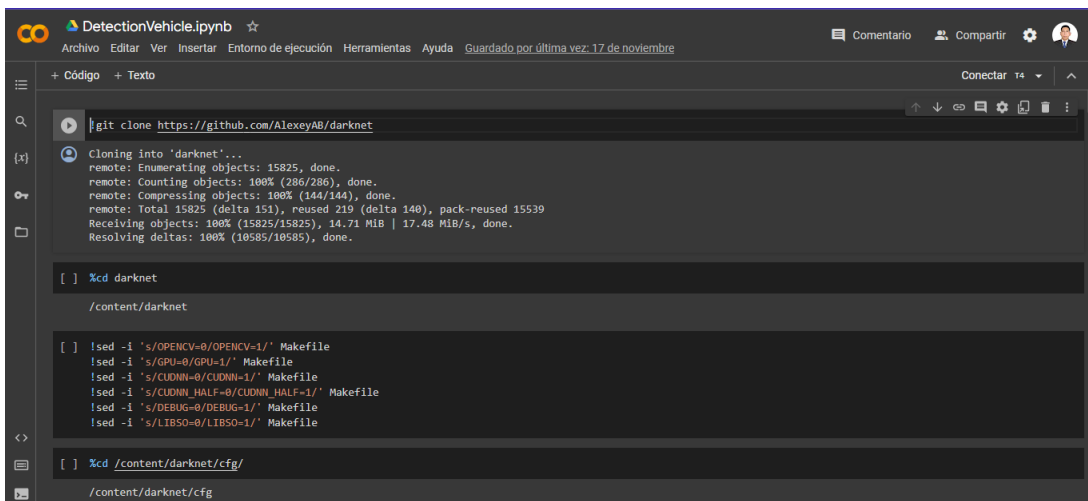 DetectionVehicle.ipynb
Archivo Editar Ver Insertar Entorno de ejecución Herramientas Ayuda Guardado por última vez: 17 de noviembre
Comentario Compartir
+ Código + Texto
Conectar T4
!git clone https://github.com/AlexeyAB/darknet
Cloning into 'darknet'...
remote: Enumerating objects: 15825, done.
remote: Counting objects: 100% (286/286), done.
remote: Compressing objects: 100% (144/144), done.
remote: Total 15825 (delta 151), reused 219 (delta 140), pack-reused 15539
Receiving objects: 100% (15825/15825), 14.71 MiB | 17.48 MiB/s, done.
Resolving deltas: 100% (10585/10585), done.
[ ] %cd darknet
/content/darknet
[ ] !sed -i 's/OPENCV=0/OPENCV=1/' Makefile
!sed -i 's/GPU=0/GPU=1/' Makefile
!sed -i 's/CUDNN=0/CUDNN=1/' Makefile
!sed -i 's/CUDNN_HALF=0/CUDNN_HALF=1/' Makefile
!sed -i 's/DEBUG=0/DEBUG=1/' Makefile
!sed -i 's/LIBSO=0/LIBSO=1/' Makefile
[ ] %cd /content/darknet/cfg/
/content/darknet/cfg